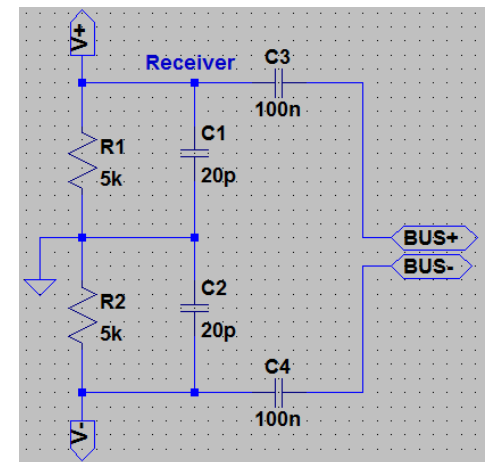 V+
Receiver
C3
100n
C1
R1
5k
20p
BUS+
BUS-
C2
R2
5k
20p
C4
100n
V-